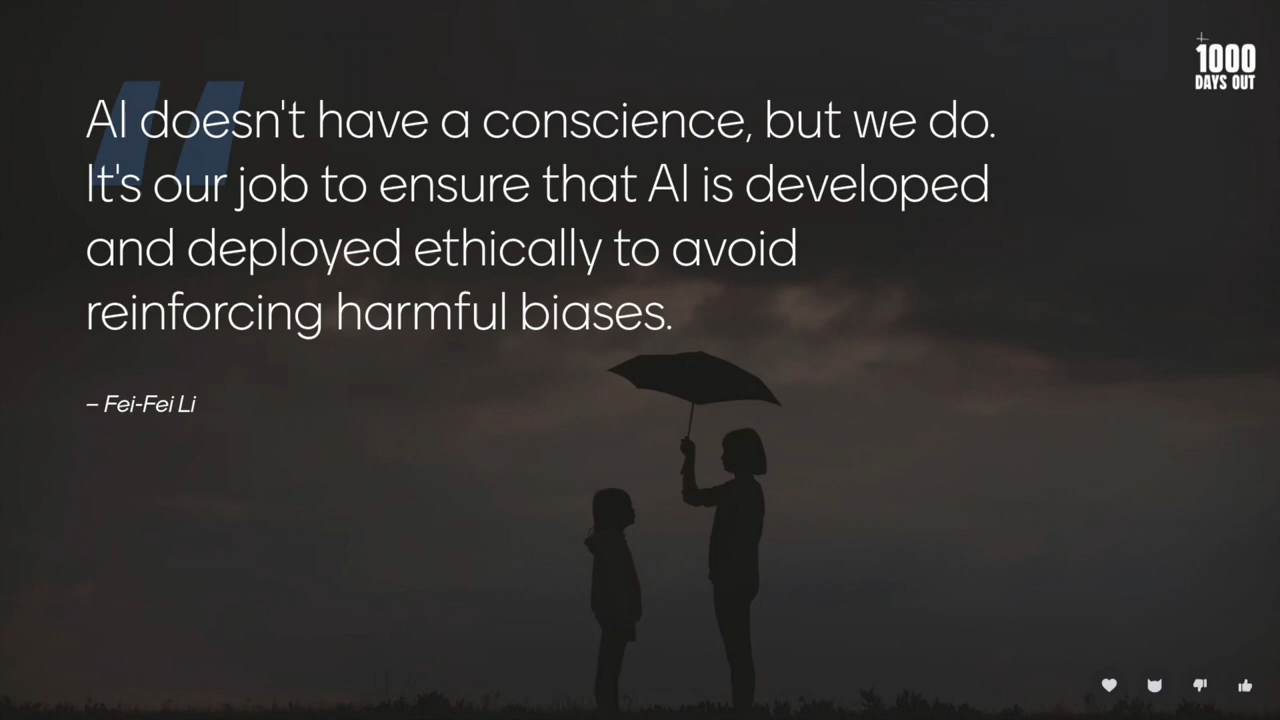 1000
DAYS OUT
AI doesn't have a conscience, but we do.
It's our job to ensure that AI is developed
and deployed ethically to avoid
reinforcing harmful biases.
– Fei-Fei Li